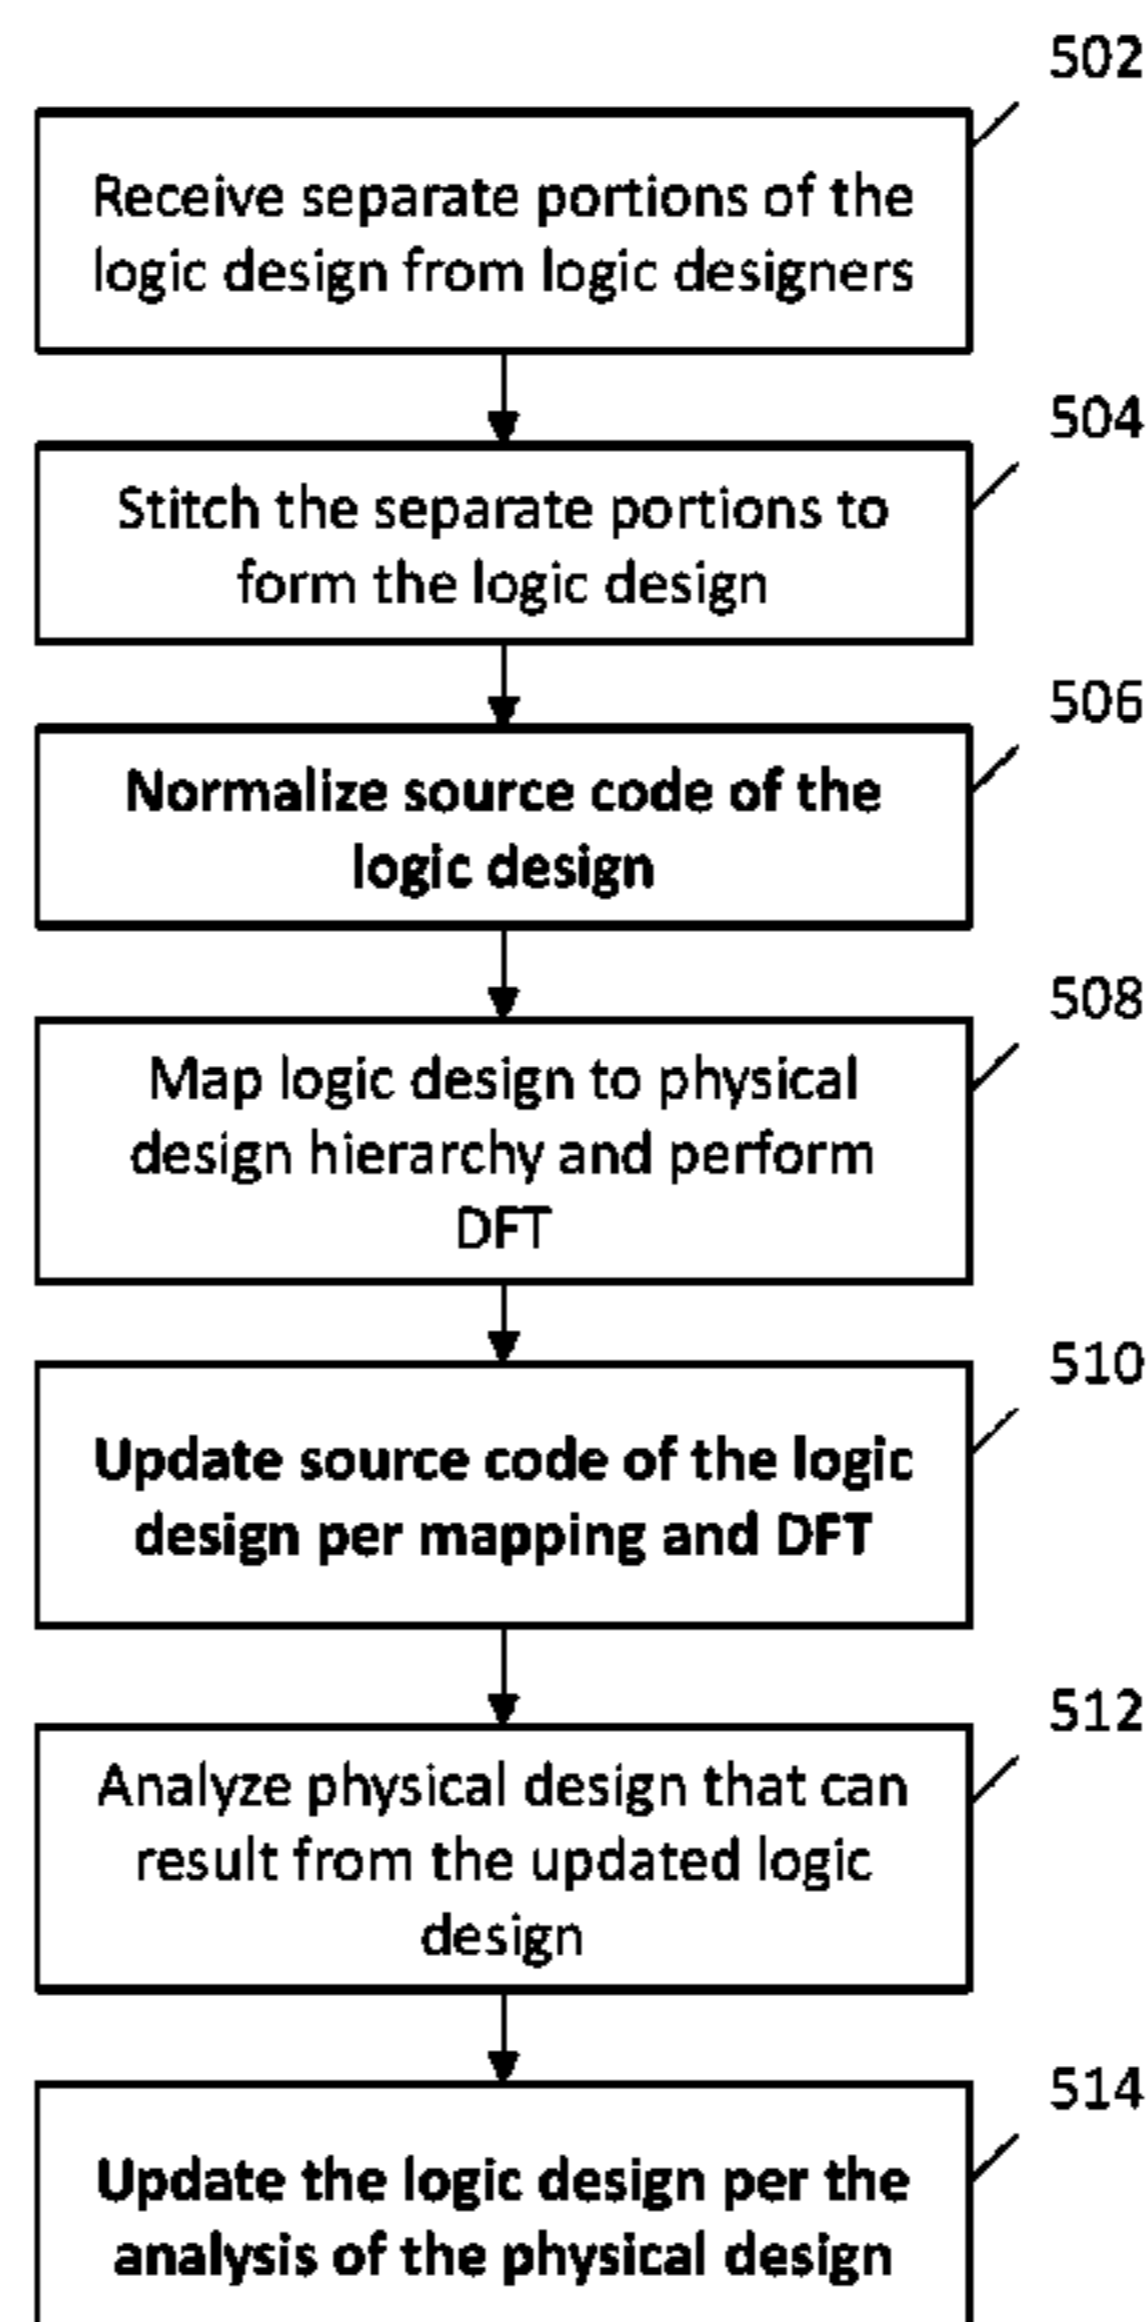 502
Receive separate portions of the
logic design from logic designers
504
Stitch the separate portions to
form the logic design
506
Normalize source code of the
logic design
508
Map logic design to physical
design hierarchy and perform
DFT
510
Update source code of the logic
design per mapping and DFT
512
Analyze physical design that can
result from the updated logic
design
514
Update the logic design per the
analysis of the physical design